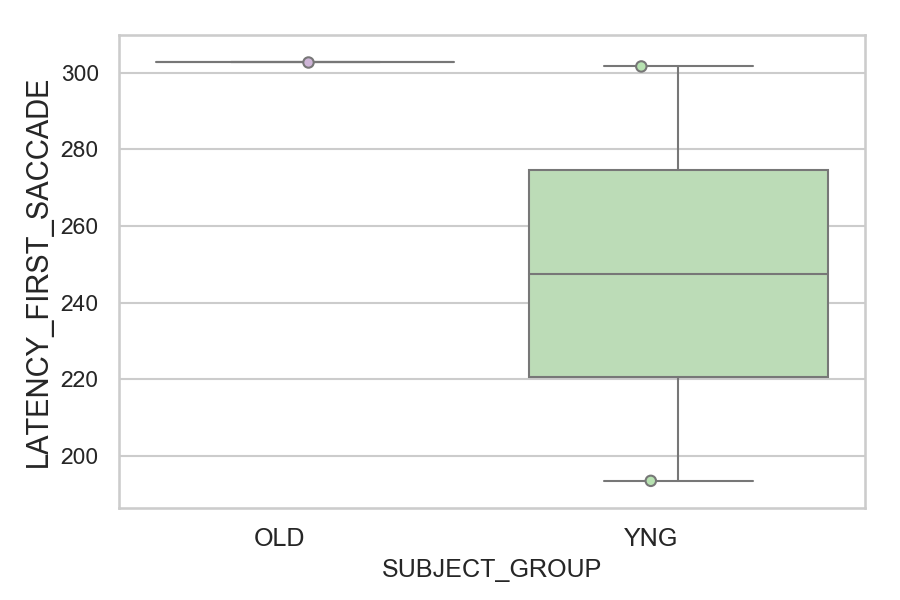 LATENCY_FIRST_SACCADE
300
280
260
240
220
200
OLD
YNG
SUBJECT_GROUP